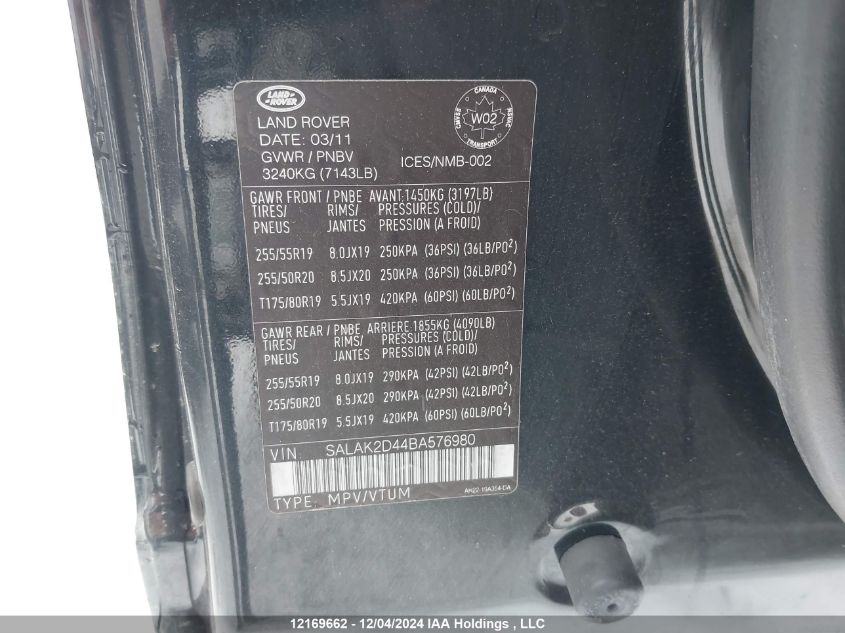 LAND ROVER
CANADA
CMVSS
W02
NSVAC
TRANSPORT
LAND ROVER
DATE: 03/11
GVWR / PNBV
ICES/NMB-002
3240KG (7143LB)
GAWR FRONT / PNBE AVANT:1450KG (3197LB)
TIRES/ RIMS/ PRESSURES (COLD)/
PNEUS JANTES PRESSION (A FROID)
255/55R19 8.0JX19 250KPA (36PSI) (36LB/PO²)
255/50R20 8.5JX20 250KPA (36PSI) (36LB/PO²)
T175/80R19 5.5JX19 420KPA (60PSI) (60LB/PO²)
GAWR REAR / PNBE ARRIERE 1855KG (4090LB)
TIRES/ RIMS/ PRESSURES (COLD)/
PNEUS JANTES PRESSION (A FROID)
255/55R19 8.0JX19 290KPA (42PSI) (42LB/PO²)
255/50R20 8.5JX20 290KPA (42PSI) (42LB/PO²)
T175/80R19 5.5JX19 420KPA (60PSI) (60LB/PO²)
VIN: SALAK2D44BA576980
TYPE: MPV/VTUM
AH22-19A354-DA
12169662 - 12/04/2024 IAA Holdings , LLC